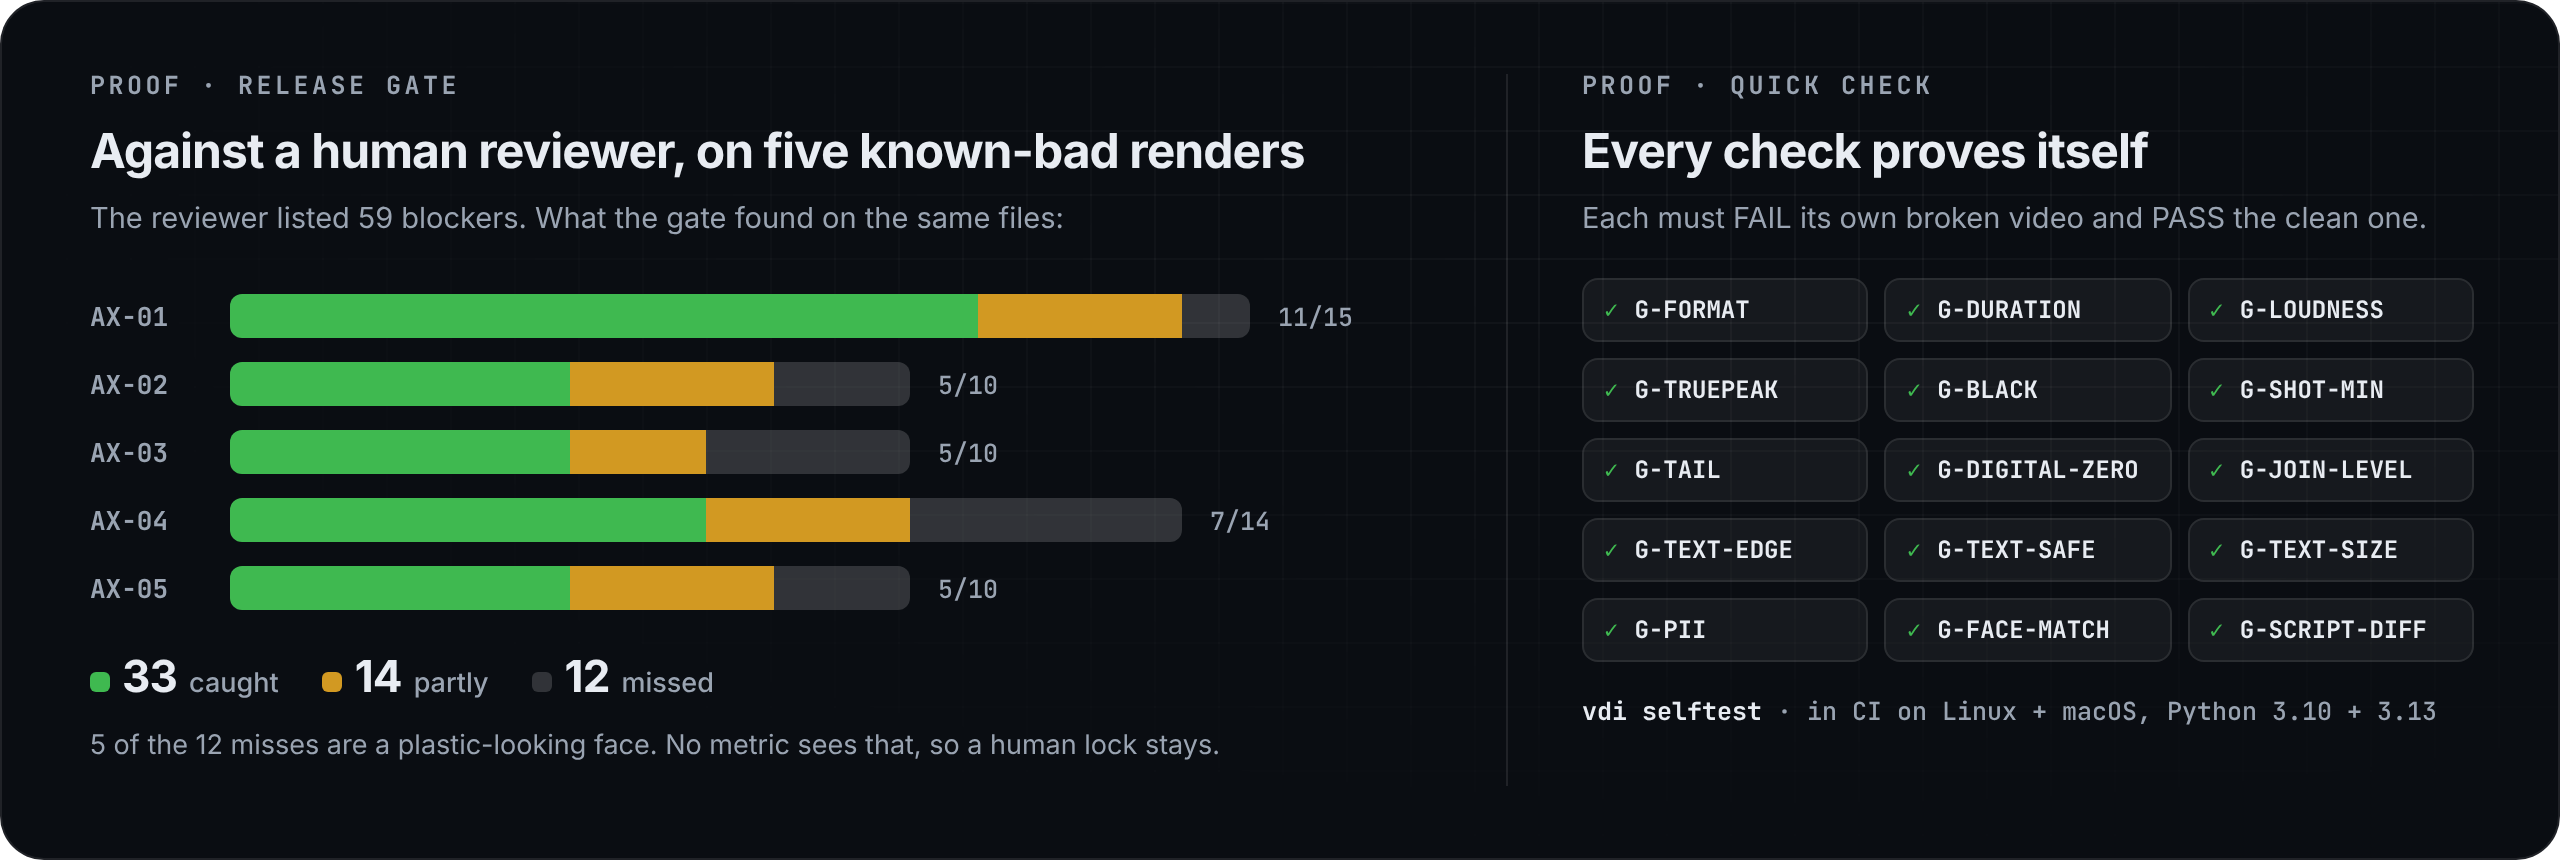 PROOF · RELEASE GATE
Against a human reviewer, on five known-bad renders
The reviewer listed 59 blockers. What the gate found on the same files:
AX-01 11/15
AX-02 5/10
AX-03 5/10
AX-04 7/14
AX-05 5/10
33 caught 14 partly 12 missed
5 of the 12 misses are a plastic-looking face. No metric sees that, so a human lock stays.
PROOF · QUICK CHECK
Every check proves itself
Each must FAIL its own broken video and PASS the clean one.
✓ G-FORMAT ✓ G-DURATION ✓ G-LOUDNESS
✓ G-TRUEPEAK ✓ G-BLACK ✓ G-SHOT-MIN
✓ G-TAIL ✓ G-DIGITAL-ZERO ✓ G-JOIN-LEVEL
✓ G-TEXT-EDGE ✓ G-TEXT-SAFE ✓ G-TEXT-SIZE
✓ G-PII ✓ G-FACE-MATCH ✓ G-SCRIPT-DIFF
vdi selftest · in CI on Linux + macOS, Python 3.10 + 3.13